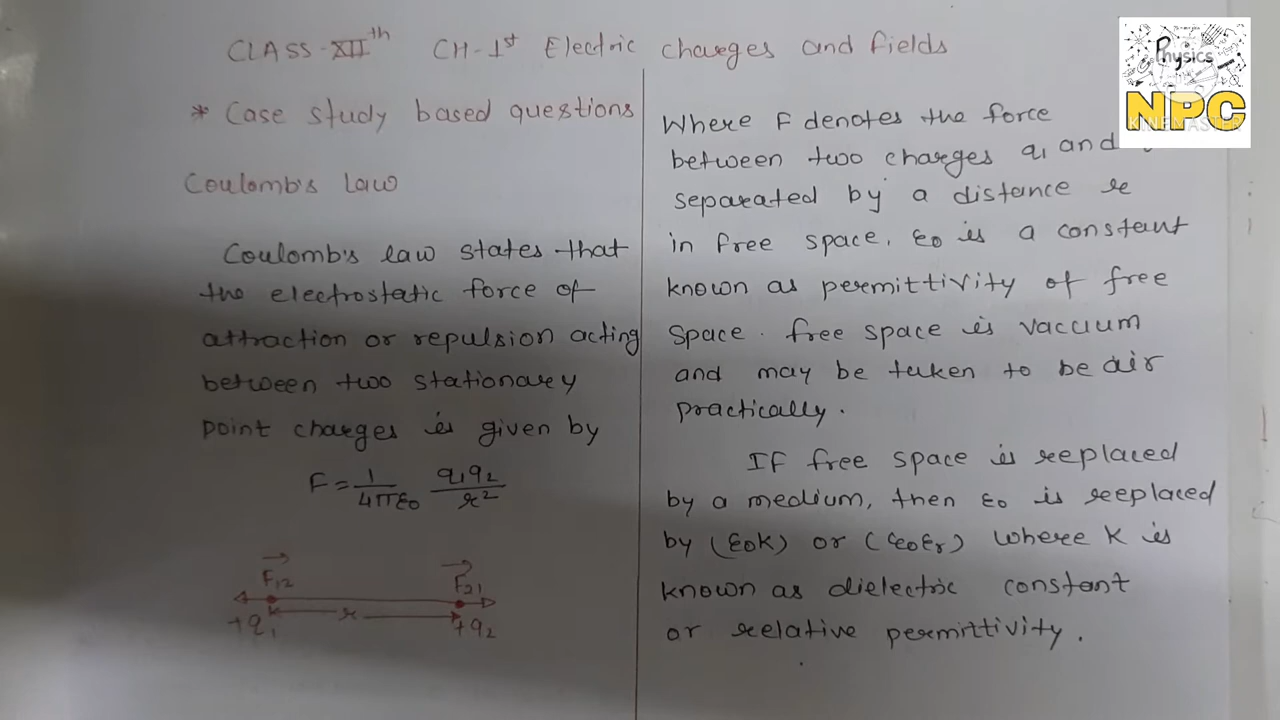 CLASS-XIIth CH-1st Electric charges and fields
* Case study based questions
Coulomb's Law
Coulomb's law states that
the electrostatic force of
attraction or repulsion acting
between two stationary
point charges is given by
F = 1/4πε0 q1q2/r²
F12 F21
r
+q1 +q2
Where F denotes the force
between two charges q1 and
separated by a distance r
in free space, ε0 is a constant
known as permittivity of free
space. free space is vaccium
and may be taken to be air
practically.
If free space is replaced
by a medium, then ε0 is reeplaced
by (ε0K) or (ε0εr) where K is
known as dielectric constant
or relative permittivity.
Physics
NPC
KINEMASTER